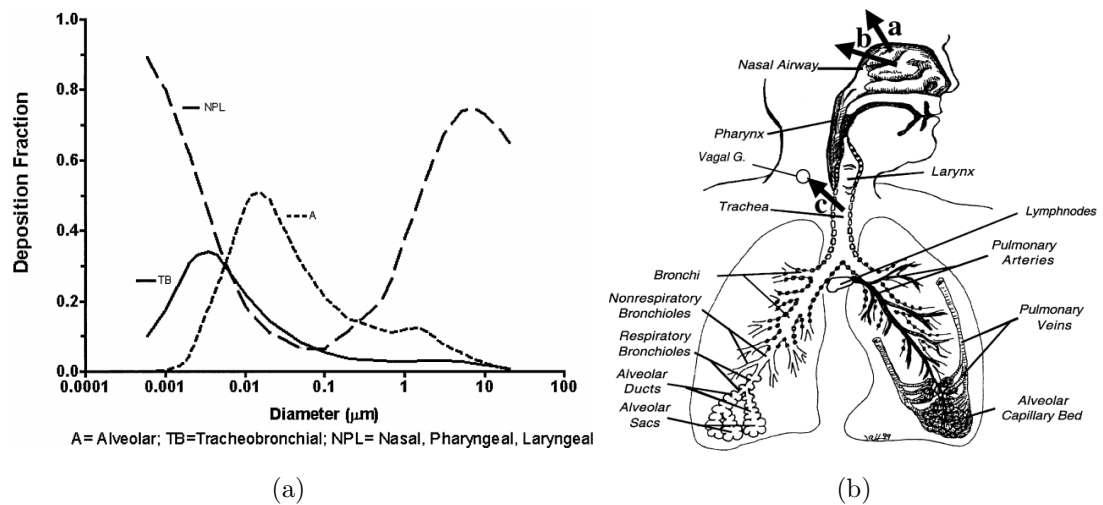 1.0
0.8
0.6
0.4
0.2
0.0
0.0001
0.001
0.01
0.1
1
10
100
Deposition Fraction
NPL
A
TB
Diameter (μm)
A= Alveolar; TB=Tracheobronchial; NPL= Nasal, Pharyngeal, Laryngeal
(a)
a
b
Nasal Airway
Pharynx
Vagal G.
Larynx
c
Trachea
Lymphnodes
Pulmonary
Arteries
Bronchi
Nonrespiratory
Bronchioles
Pulmonary
Veins
Respiratory
Bronchioles
Alveolar
Ducts
Alveolar
Sacs
Alveolar
Capillary Bed
(b)